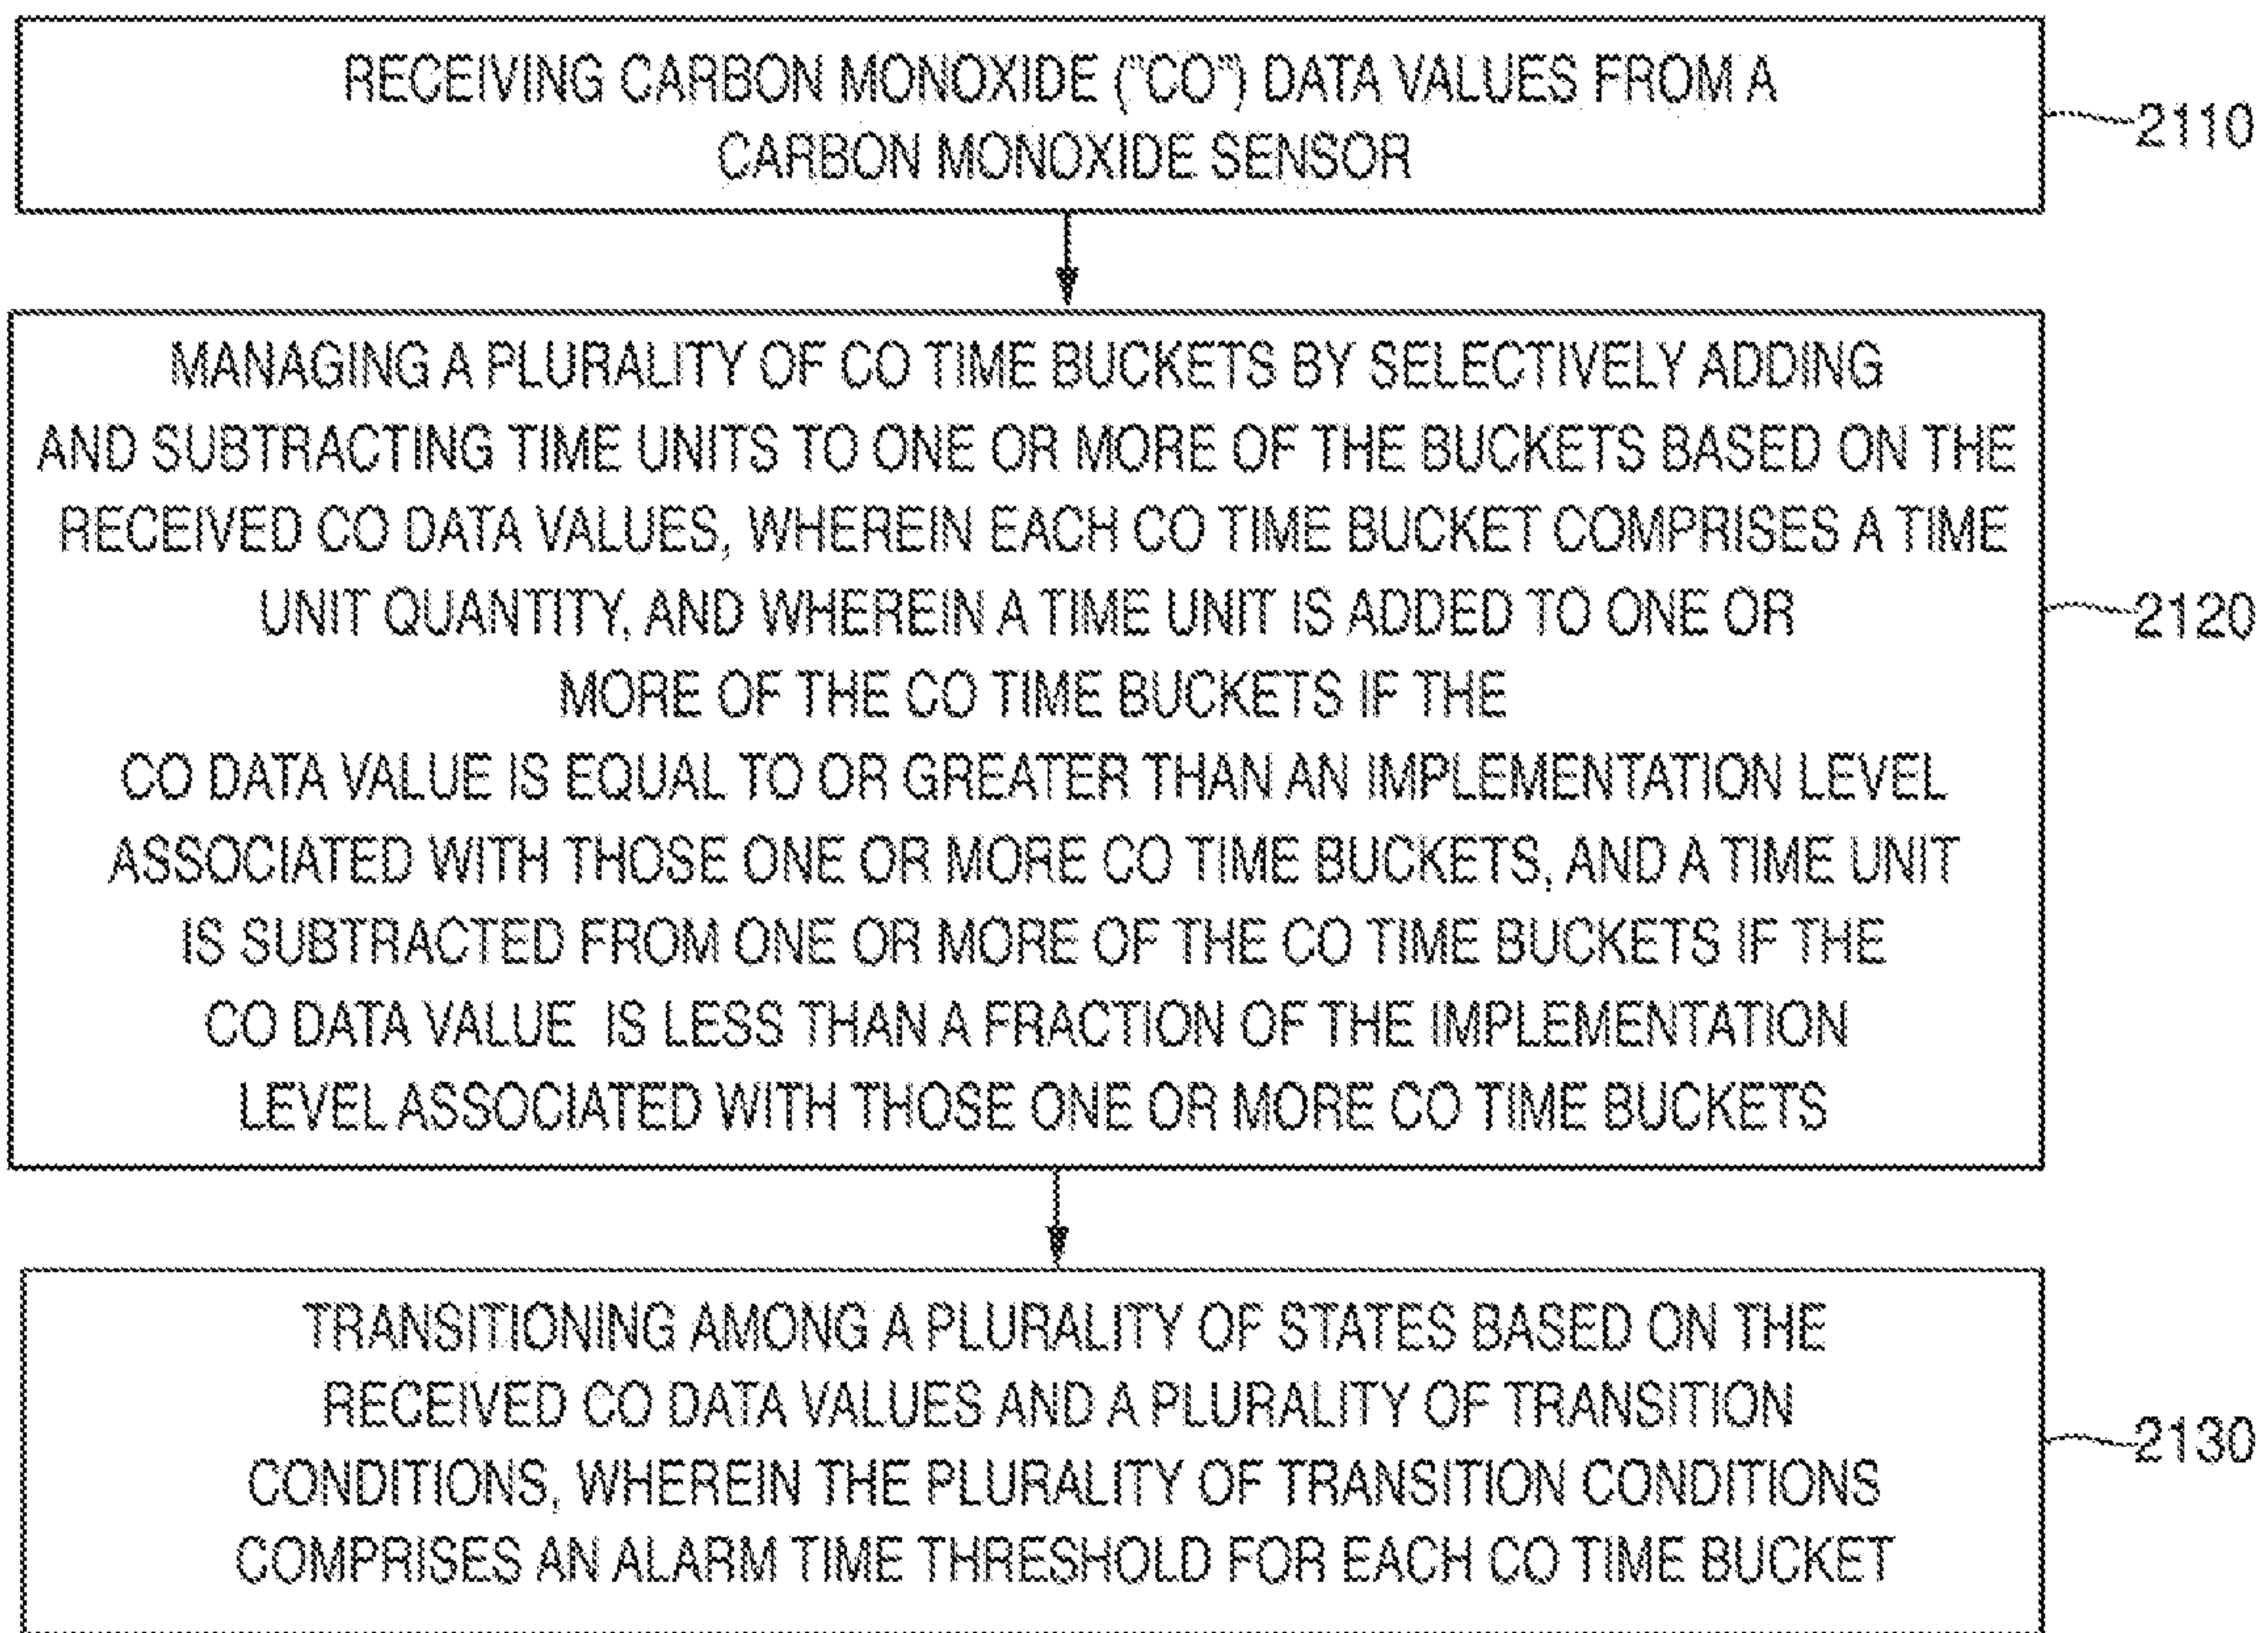 RECEIVING CARBON MONOXIDE ("CO") DATA VALUES FROM A
CARBON MONOXIDE SENSOR
2110
MANAGING A PLURALITY OF CO TIME BUCKETS BY SELECTIVELY ADDING
AND SUBTRACTING TIME UNITS TO ONE OR MORE OF THE BUCKETS BASED ON THE
RECEIVED CO DATA VALUES, WHEREIN EACH CO TIME BUCKET COMPRISES A TIME
UNIT QUANTITY, AND WHEREIN A TIME UNIT IS ADDED TO ONE OR
MORE OF THE CO TIME BUCKETS IF THE
CO DATA VALUE IS EQUAL TO OR GREATER THAN AN IMPLEMENTATION LEVEL
ASSOCIATED WITH THOSE ONE OR MORE CO TIME BUCKETS, AND A TIME UNIT
IS SUBTRACTED FROM ONE OR MORE OF THE CO TIME BUCKETS IF THE
CO DATA VALUE IS LESS THAN A FRACTION OF THE IMPLEMENTATION
LEVEL ASSOCIATED WITH THOSE ONE OR MORE CO TIME BUCKETS
2120
TRANSITIONING AMONG A PLURALITY OF STATES BASED ON THE
RECEIVED CO DATA VALUES AND A PLURALITY OF TRANSITION
CONDITIONS, WHEREIN THE PLURALITY OF TRANSITION CONDITIONS
COMPRISES AN ALARM TIME THRESHOLD FOR EACH CO TIME BUCKET
2130